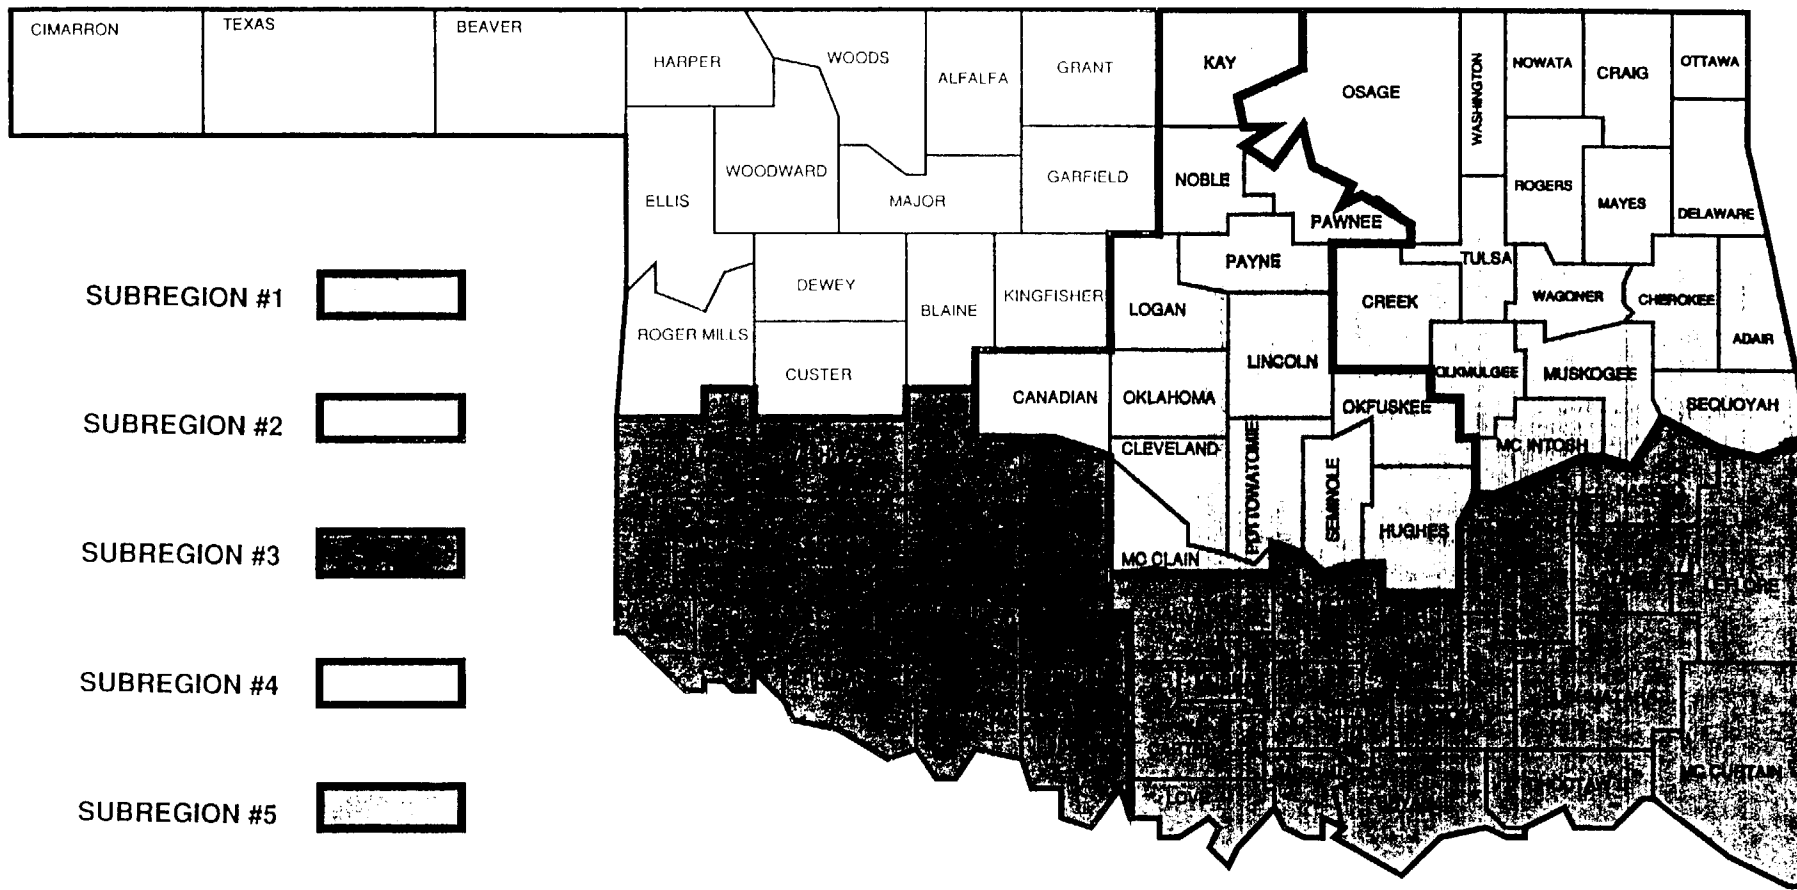 CIMARRON
TEXAS
BEAVER
HARPER
WOODS
ALFALFA
GRANT
KAY
OSAGE
WASHINGTON
NOWATA
CRAIG
OTTAWA
ELLIS
WOODWARD
MAJOR
GARFIELD
NOBLE
PAWNEE
ROGERS
MAYES
DELAWARE
ROGER MILLS
DEWEY
BLAINE
KINGFISHER
LOGAN
PAYNE
CREEK
TULSA
WAGONER
CHEROKEE
ADAIR
CUSTER
CANADIAN
OKLAHOMA
LINCOLN
OKFUSKEE
OLKMULGEE
MUSKOGEE
SEQUOYAH
CLEVELAND
POTTOWATOMIE
SEMINOLE
HUGHES
MC INTOSH
MC CLAIN
MC CURTAIN
SUBREGION #1
SUBREGION #2
SUBREGION #3
SUBREGION #4
SUBREGION #5